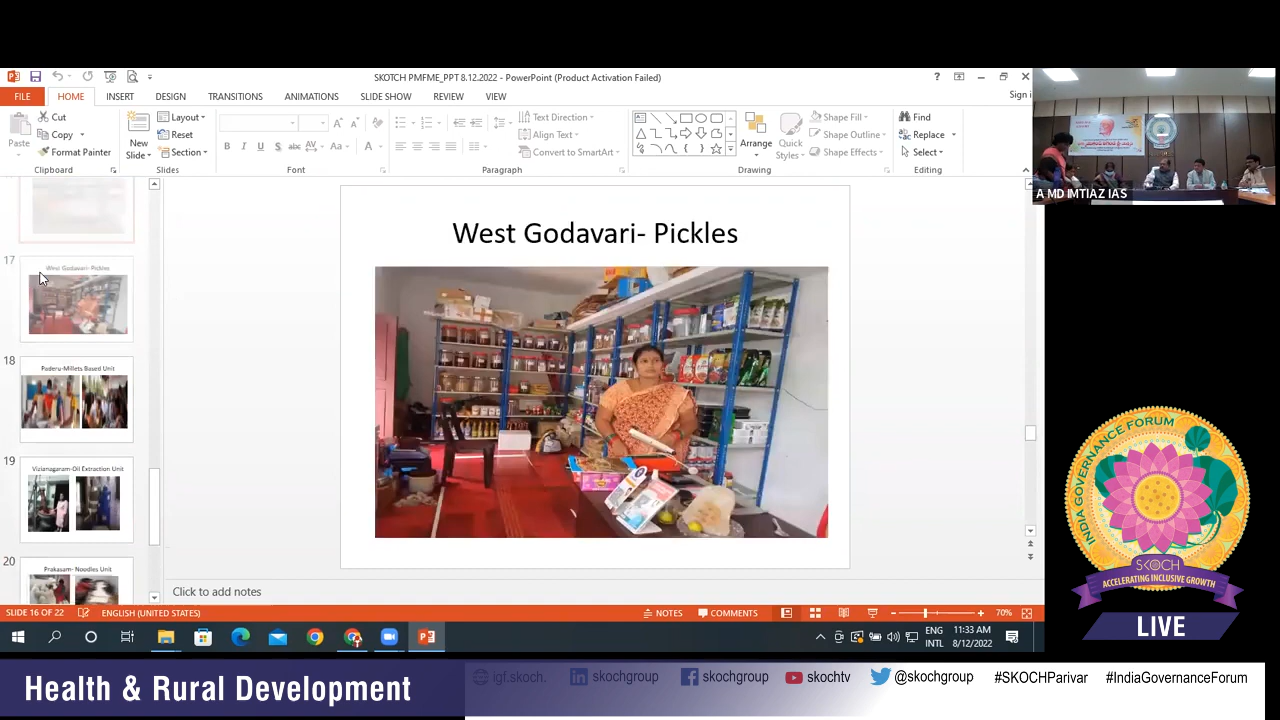 SKOTCH PMFME_PPT 8.12.2022 - PowerPoint (Product Activation Failed)
FILE HOME INSERT DESIGN TRANSITIONS ANIMATIONS SLIDE SHOW REVIEW VIEW
Sign i
Paste
Cut
Copy
Format Painter
Clipboard
New
Slide
Layout
Reset
Section
Slides
Font
Paragraph
Text Direction
Align Text
Convert to SmartArt
Arrange
Quick
Styles
Shape Fill
Shape Outline
Shape Effects
Drawing
Find
Replace
Select
Editing
A MD IMTIAZ IAS
17
West Godavari- Pickles
18
Paderu-Millets Based Unit
19
Vizianagaram-Oil Extraction Unit
20
Prakasam- Noodles Unit
West Godavari- Pickles
Click to add notes
SLIDE 16 OF 22 ENGLISH (UNITED STATES) NOTES COMMENTS 70%
ENG
INTL
11:33 AM
8/12/2022
INDIA GOVERNANCE FORUM
SKOCH
ACCELERATING INCLUSIVE GROWTH
LIVE
Health & Rural Development
igf.skoch. skochgroup skochgroup skochtv @skochgroup #SKOCHParivar #IndiaGovernanceForum